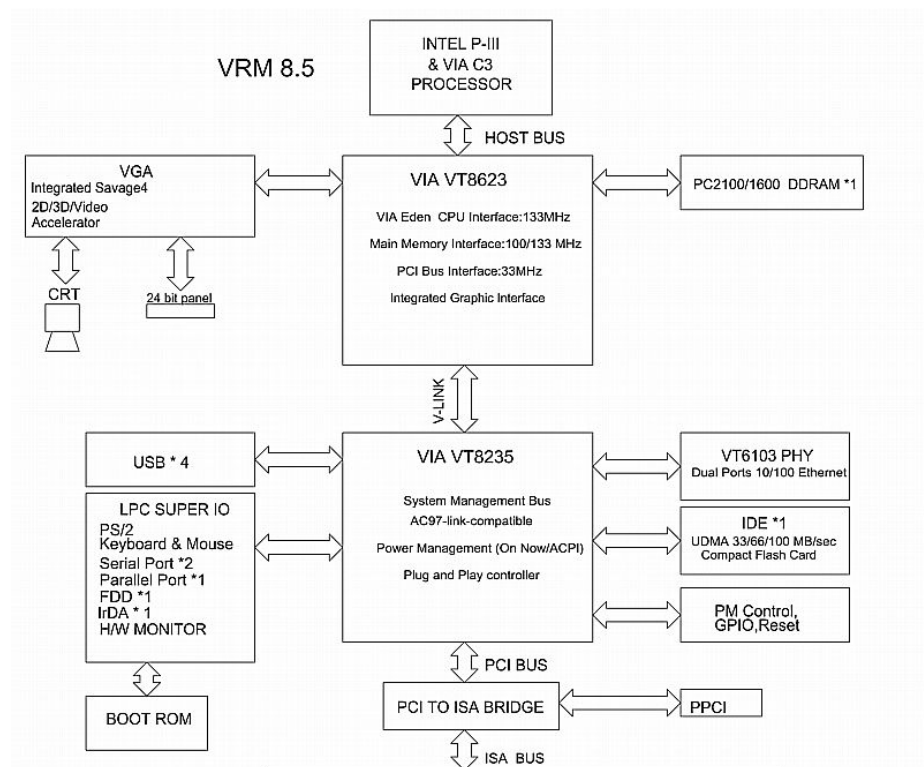 VRM 8.5
INTEL P-III
& VIA C3
PROCESSOR
HOST BUS
VGA
Integrated Savage4
2D/3D/Video
Accelerator
CRT
24 bit panel
VIA VT8623
VIA Eden CPU Interface:133MHz
Main Memory Interface:100/133 MHz
PCI Bus Interface:33MHz
Integrated Graphic Interface
PC2100/1600 DDRAM *1
V-LINK
USB * 4
LPC SUPER IO
PS/2
Keyboard & Mouse
Serial Port *2
Parallel Port *1
FDD *1
IrDA * 1
H/W MONITOR
BOOT ROM
VIA VT8235
System Management Bus
AC97-link-compatible
Power Management (On Now/ACPI)
Plug and Play controller
VT6103 PHY
Dual Ports 10/100 Ethernet
IDE *1
UDMA 33/66/100 MB/sec
Compact Flash Card
PM Control,
GPIO,Reset
PCI BUS
PCI TO ISA BRIDGE
PPCI
ISA BUS